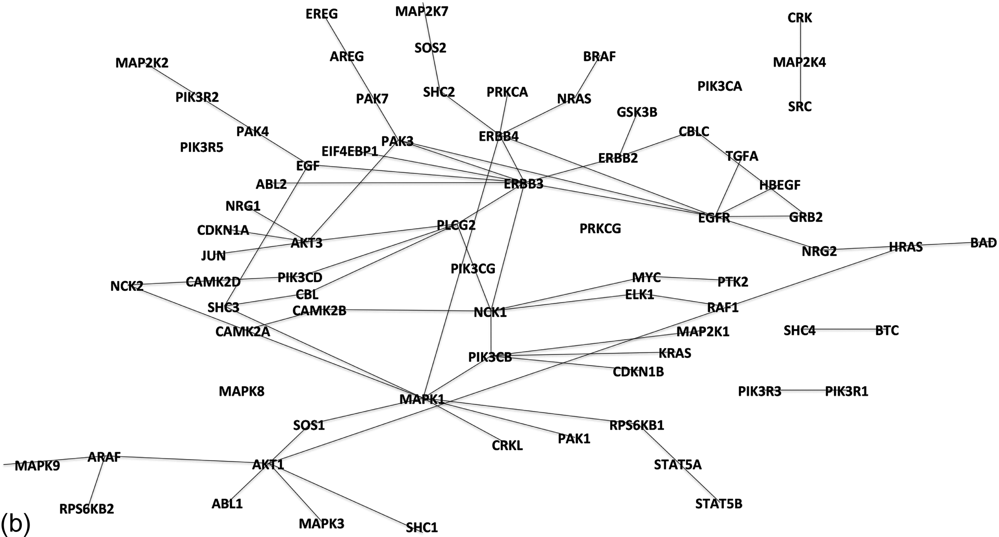 EREG
MAP2K7
CRK
SOS2
AREG
BRAF
MAP2K2
MAP2K4
PIK3CA
SHC2
PRKCA
PIK3R2
PAK7
NRAS
SRC
GSK3B
PAK4
CBLC
ERBB4
PAK3
PIK3R5
EIF4EBP1
TGFA
ERBB2
EGF
ABL2
ERBB3
HBEGF
NRG1
EGFR
GRB2
PLCG2
PRKCG
CDKN1A
AKT3
BAD
HRAS
NRG2
JUN
PIK3CG
PIK3CD
MYC
CAMK2D
PTK2
NCK2
CBL
ELK1
SHC3
RAF1
CAMK2B
NCK1
CAMK2A
MAP2K1
SHC4
BTC
KRAS
PIK3CB
CDKN1B
MAPK8
PIK3R3
PIK3R1
MAPK1
SOS1
RPS6KB1
PAK1
CRKL
ARAF
MAPK9
AKT1
STAT5A
ABL1
STAT5B
RPS6KB2
MAPK3
SHC1
(b)